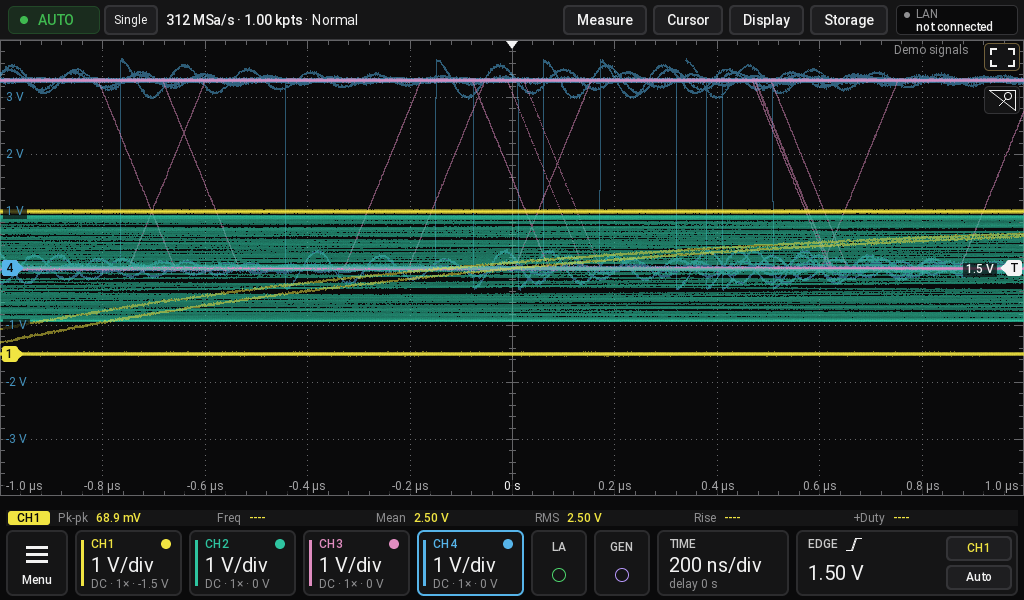 AUTO
Single
312 MSa/s · 1.00 kpts · Normal
Measure
Cursor
Display
Storage
LAN
not connected
Demo signals
3 V
2 V
1 V
4
1.5 V
T
-1 V
1
-2 V
-3 V
-1.0 µs
-0.8 µs
-0.6 µs
-0.4 µs
-0.2 µs
0 s
0.2 µs
0.4 µs
0.6 µs
0.8 µs
1.0 µs
CH1
Pk-pk 68.9 mV
Freq ----
Mean 2.50 V
RMS 2.50 V
Rise ----
+Duty ----
Menu
CH1
1 V/div
DC · 1× · -1.5 V
CH2
1 V/div
DC · 1× · 0 V
CH3
1 V/div
DC · 1× · 0 V
CH4
1 V/div
DC · 1× · 0 V
LA
GEN
TIME
200 ns/div
delay 0 s
EDGE
1.50 V
CH1
Auto